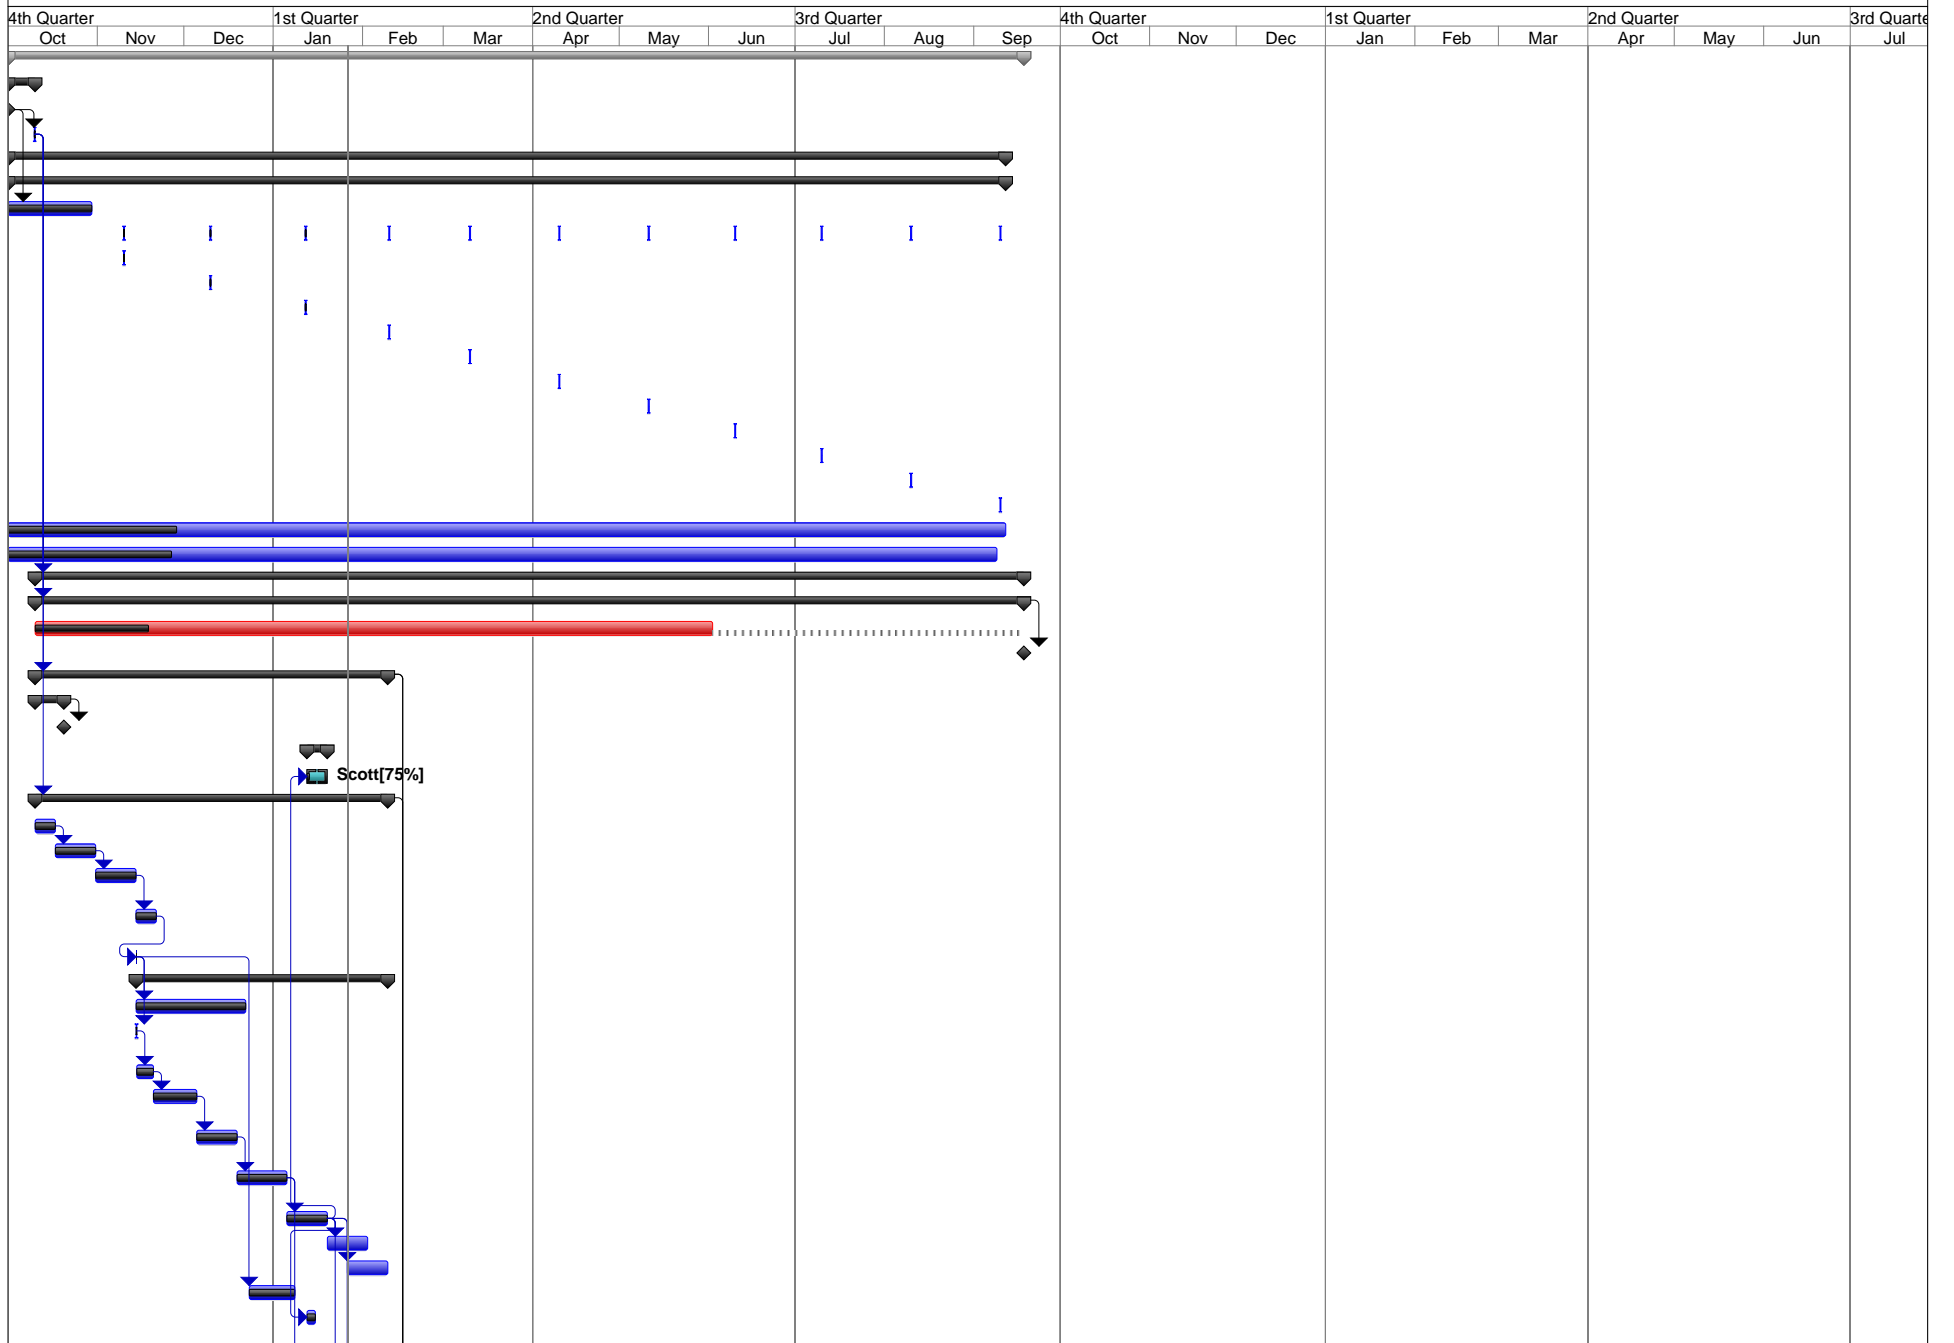 4th Quarter 1st Quarter 2nd Quarter 3rd Quarter 4th Quarter 1st Quarter 2nd Quarter 3rd Quarte
Oct Nov Dec Jan Feb Mar Apr May Jun Jul Aug Sep Oct Nov Dec Jan Feb Mar Apr May Jun Jul
Scott[75%]